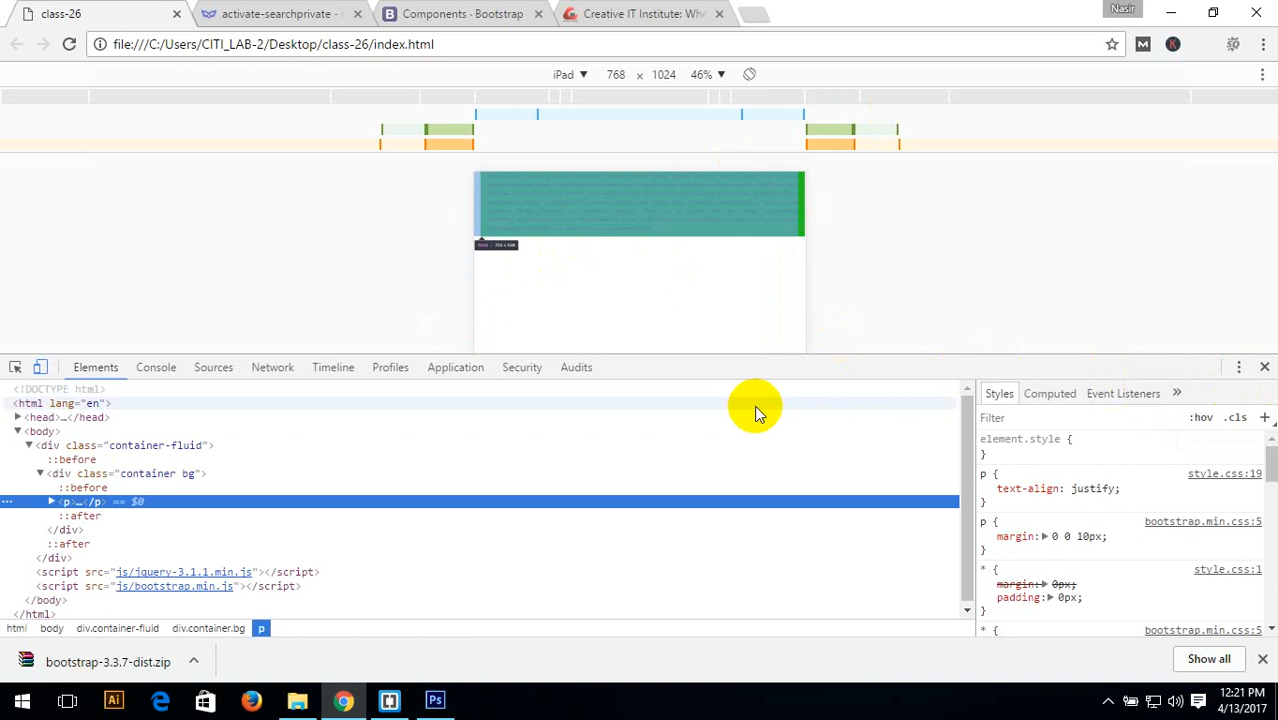 class-26
activate-searchprivate -
Components · Bootstrap
Creative IT Institute: Whe
Nasir
file:///C:/Users/CITI_LAB-2/Desktop/class-26/index.html
M
K
iPad ▼ 768 × 1024 46% ▼
Elements Console Sources Network Timeline Profiles Application Security Audits
<!DOCTYPE html>
<html lang="en">
▶<head>…</head>
▼<body>
▼<div class="container-fluid">
::before
▼<div class="container bg">
::before
… ▶<p>…</p> == $0
::after
</div>
::after
</div>
<script src="js/jquery-3.1.1.min.js"></script>
<script src="js/bootstrap.min.js"></script>
</body>
</html>
html body div.container-fluid div.container.bg p
Styles Computed Event Listeners »
Filter :hov .cls +
element.style {
}
p { style.css:19
text-align: justify;
}
p { bootstrap.min.css:5
margin:▶ 0 0 10px;
}
* { style.css:1
margin:▶ 0px;
padding:▶ 0px;
}
* { bootstrap.min.css:5
bootstrap-3.3.7-dist.zip
Show all
Ai
Ps
12:21 PM
4/13/2017